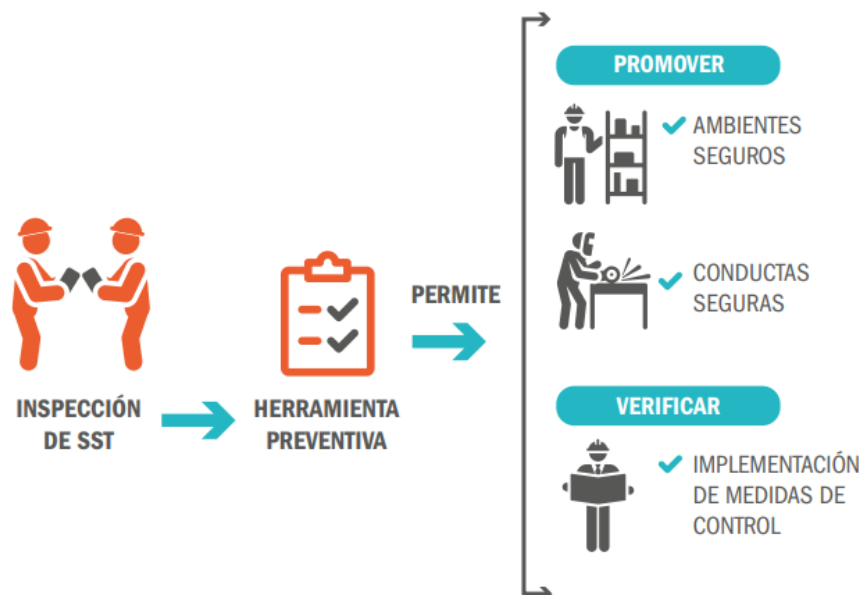 INSPECCIÓN
DE SST
HERRAMIENTA
PREVENTIVA
PERMITE
PROMOVER
AMBIENTES
SEGUROS
CONDUCTAS
SEGURAS
VERIFICAR
IMPLEMENTACIÓN
DE MEDIDAS DE
CONTROL